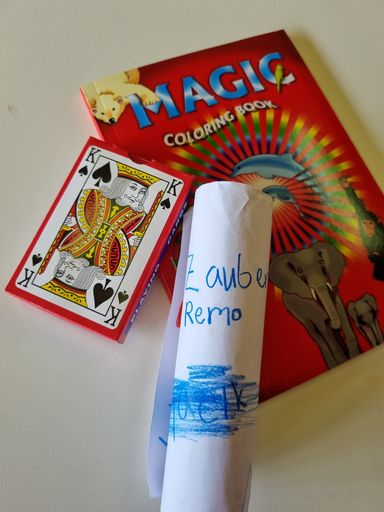 MAGIC
COLORING BOOK
K
K
Zauber
Remo
K
K